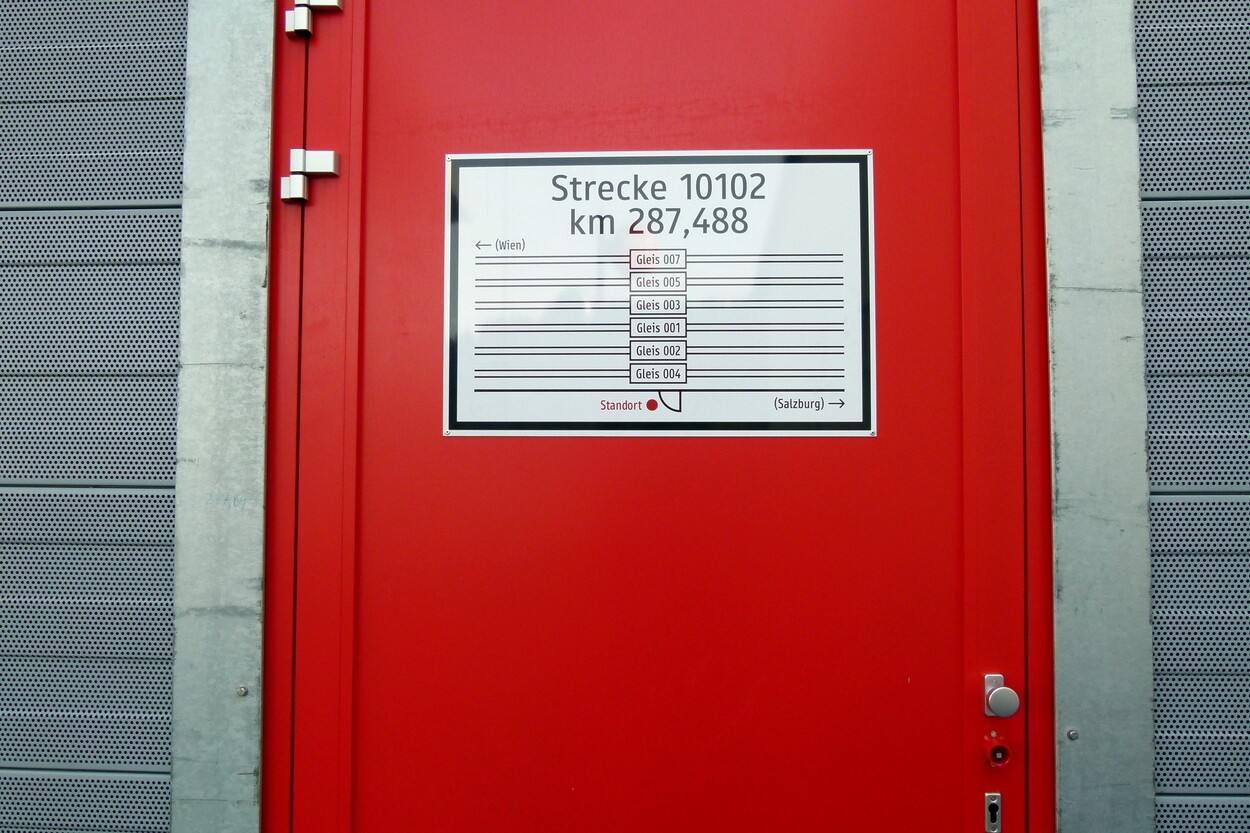 Strecke 10102
km 287,488
← (Wien)
Gleis 007
Gleis 005
Gleis 003
Gleis 001
Gleis 002
Gleis 004
Standort
(Salzburg) →